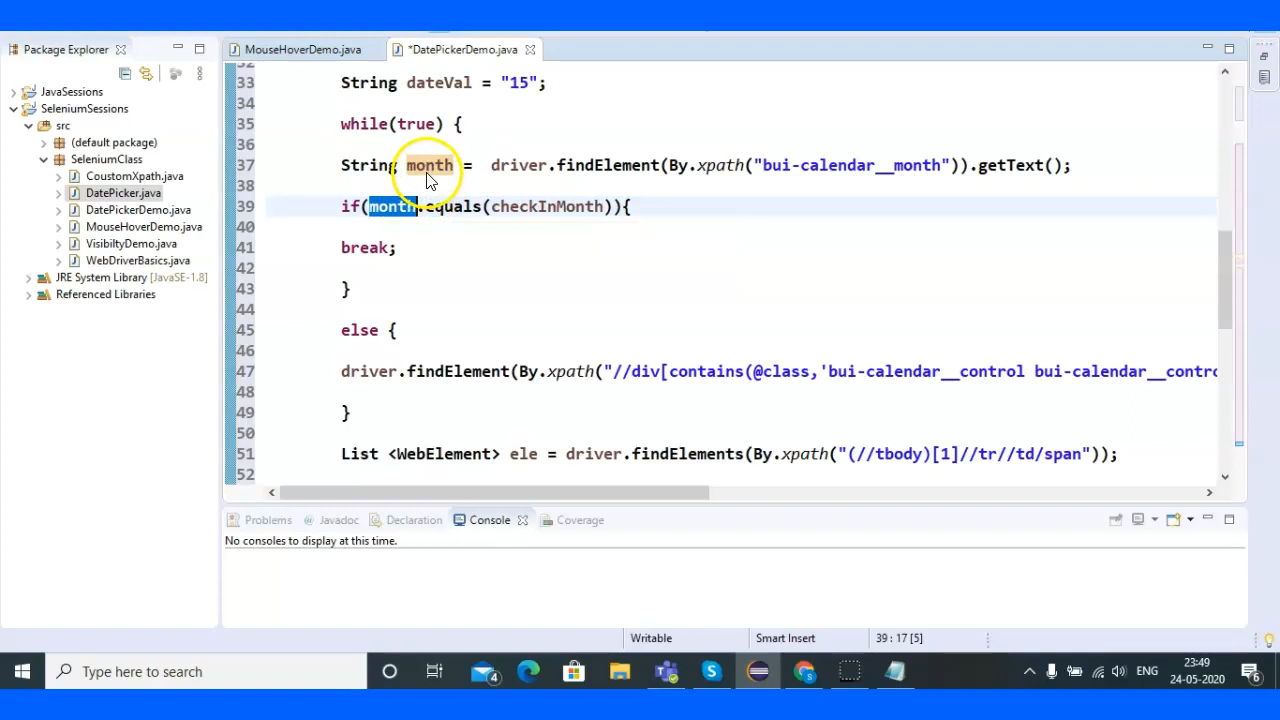 Package Explorer
MouseHoverDemo.java
*DatePickerDemo.java
JavaSessions
SeleniumSessions
src
(default package)
SeleniumClass
CoustomXpath.java
DatePicker.java
DatePickerDemo.java
MouseHoverDemo.java
VisibiltyDemo.java
WebDriverBasics.java
JRE System Library [JavaSE-1.8]
Referenced Libraries
33 String dateVal = "15";
34
35 while(true) {
36
37 String month = driver.findElement(By.xpath("bui-calendar__month")).getText();
38
39 if(month.equals(checkInMonth)){
40
41 break;
42
43 }
44
45 else {
46
47 driver.findElement(By.xpath("//div[contains(@class,'bui-calendar__control bui-calendar__contro
48
49 }
50
51 List <WebElement> ele = driver.findElements(By.xpath("(//tbody)[1]//tr//td/span"));
52
Problems Javadoc Declaration Console Coverage
No consoles to display at this time.
Writable Smart Insert 39 : 17 [5]
Type here to search
4
ENG
23:49
24-05-2020
6